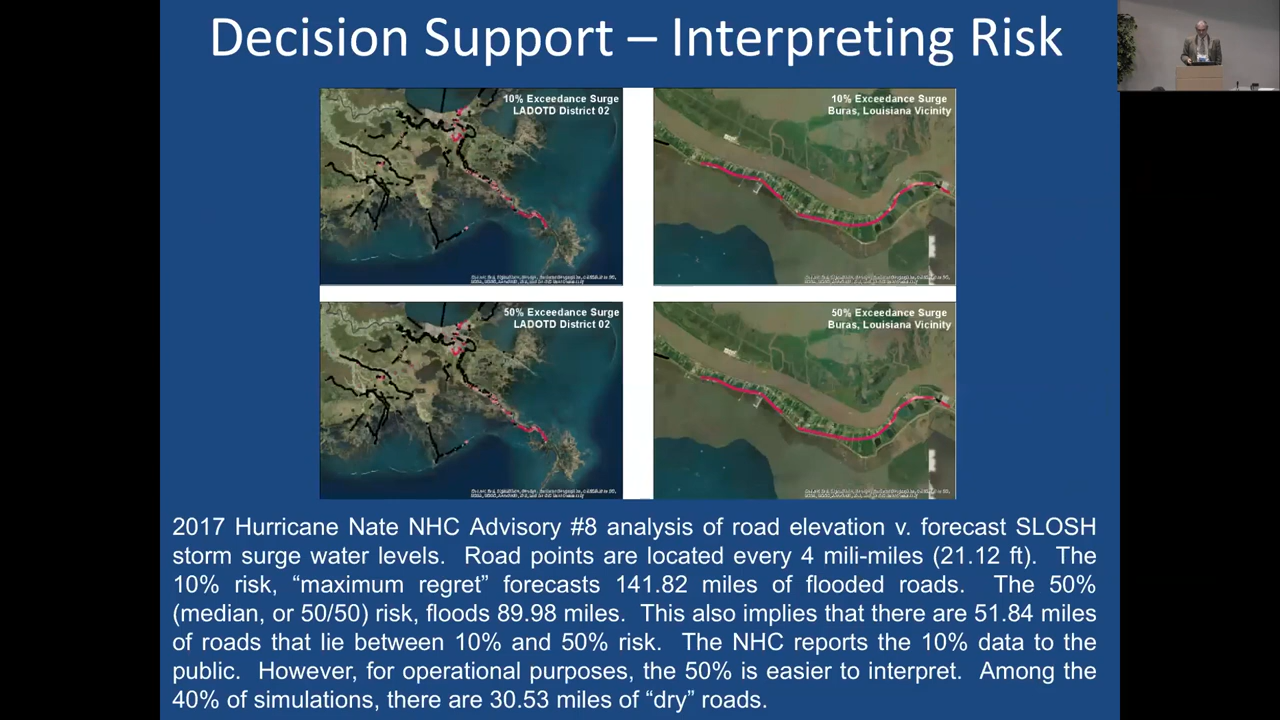 Decision Support – Interpreting Risk
10% Exceedance Surge
LADOTD District 02
10% Exceedance Surge
Buras, Louisiana Vicinity
50% Exceedance Surge
LADOTD District 02
50% Exceedance Surge
Buras, Louisiana Vicinity
2017 Hurricane Nate NHC Advisory #8 analysis of road elevation v. forecast SLOSH
storm surge water levels. Road points are located every 4 mili-miles (21.12 ft). The
10% risk, “maximum regret” forecasts 141.82 miles of flooded roads. The 50%
(median, or 50/50) risk, floods 89.98 miles. This also implies that there are 51.84 miles
of roads that lie between 10% and 50% risk. The NHC reports the 10% data to the
public. However, for operational purposes, the 50% is easier to interpret. Among the
40% of simulations, there are 30.53 miles of “dry” roads.